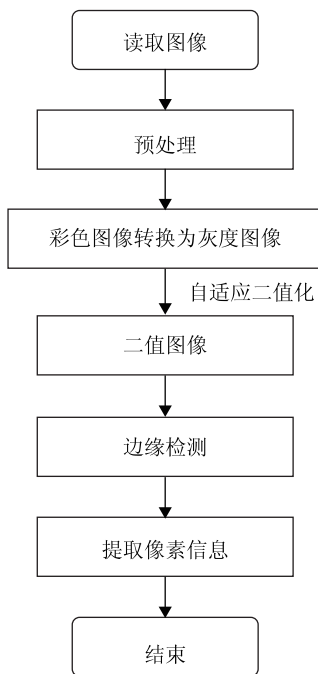 读取图像
预处理
彩色图像转换为灰度图像
自适应二值化
二值图像
边缘检测
提取像素信息
结束